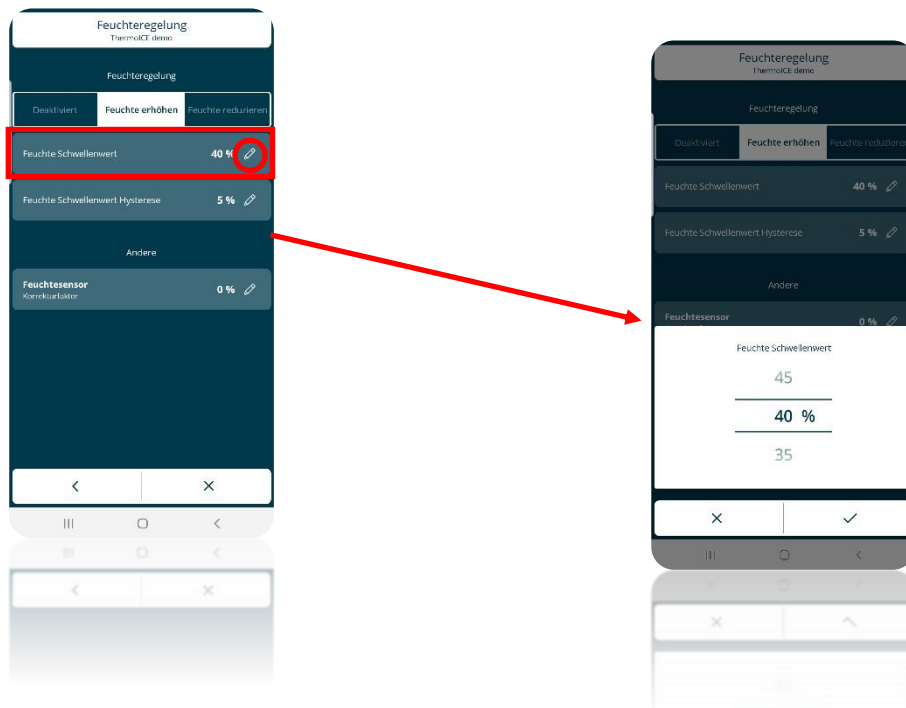 Feuchteregelung
ThermoICE demo
Feuchteregelung
Deaktiviert Feuchte erhöhen Feuchte reduzieren
Feuchte Schwellenwert 40 %
Feuchte Schwellenwert Hysterese 5 %
Andere
Feuchtesensor 0 %
Korrekturfaktor
Feuchteregelung
ThermoICE demo
Feuchteregelung
Deaktiviert Feuchte erhöhen Feuchte reduzieren
Feuchte Schwellenwert 40 %
Feuchte Schwellenwert Hysterese 5 %
Andere
Feuchtesensor 0 %
Feuchte Schwellenwert
45
40 %
35